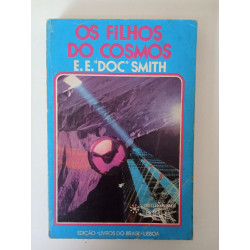 OS FILHOS
DO COSMOS
E. E. "DOC" SMITH
EDIÇÃO «LIVROS DO BRASIL» LISBOA